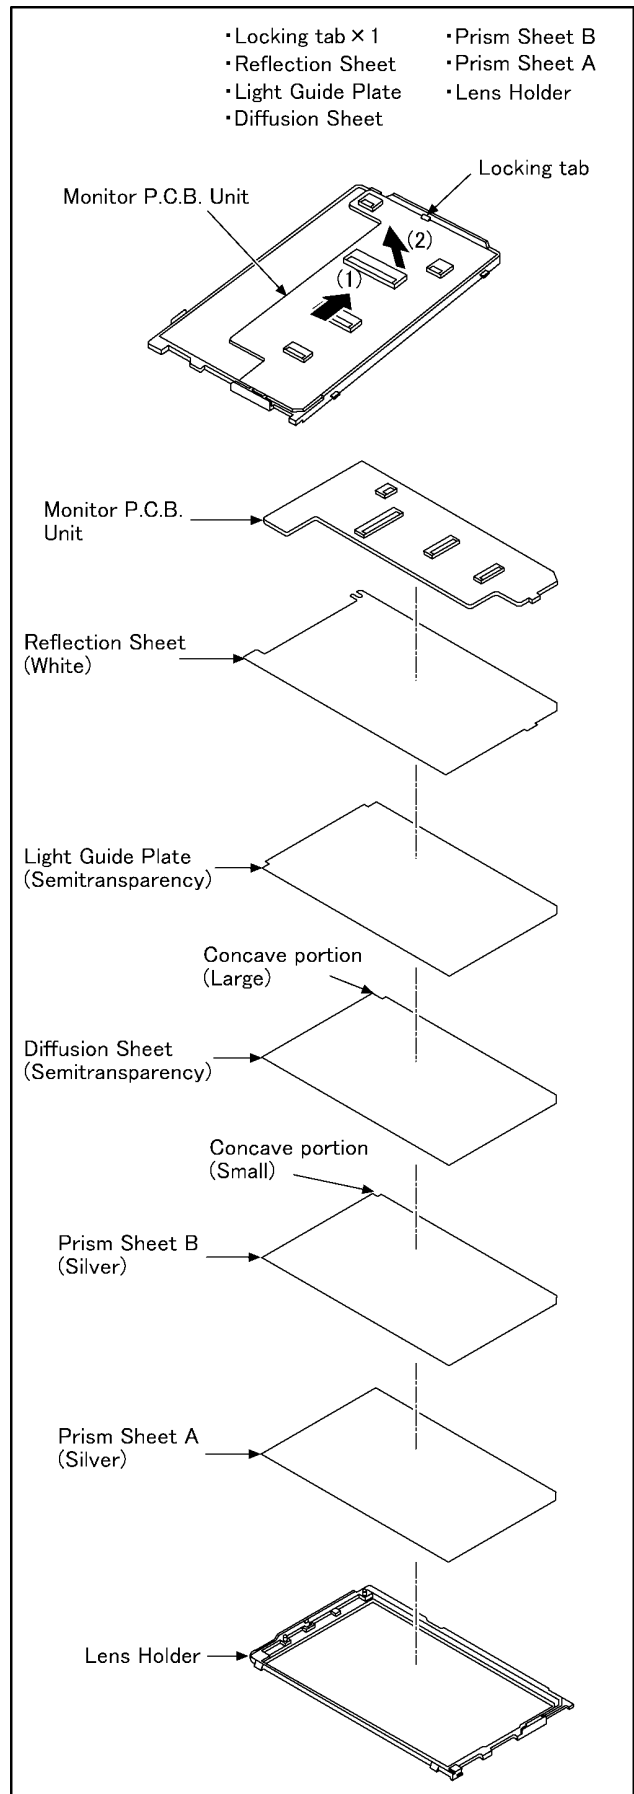 ・Locking tab × 1
・Reflection Sheet
・Light Guide Plate
・Diffusion Sheet
・Prism Sheet B
・Prism Sheet A
・Lens Holder
Locking tab
Monitor P.C.B. Unit
(2)
(1)
Monitor P.C.B.
Unit
Reflection Sheet
(White)
Light Guide Plate
(Semitransparency)
Concave portion
(Large)
Diffusion Sheet
(Semitransparency)
Concave portion
(Small)
Prism Sheet B
(Silver)
Prism Sheet A
(Silver)
Lens Holder